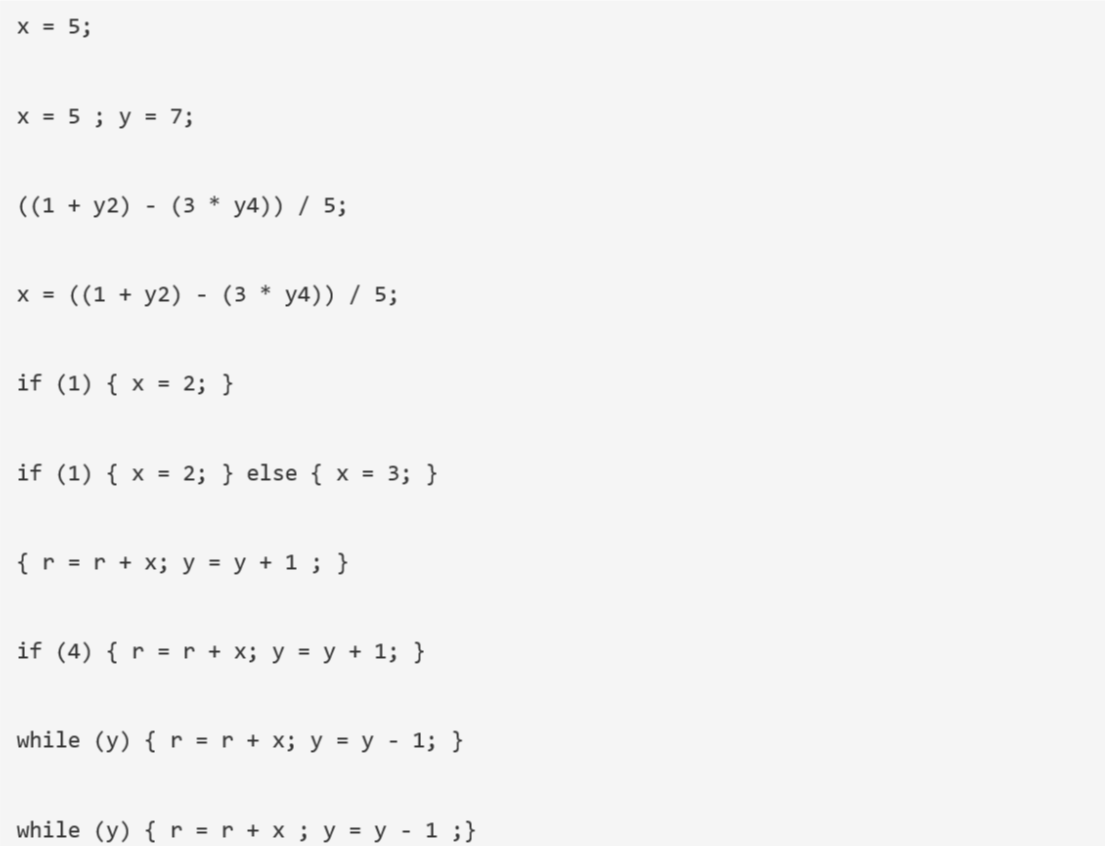 x = 5;
x = 5 ; y = 7;
((1 + y2) - (3 * y4)) / 5;
x = ((1 + y2) - (3 * y4)) / 5;
if (1) { x = 2; }
if (1) { x = 2; } else { x = 3; }
{ r = r + x; y = y + 1 ; }
if (4) { r = r + x; y = y + 1; }
while (y) { r = r + x; y = y - 1; }
while (y) { r = r + x ; y = y - 1 ;}